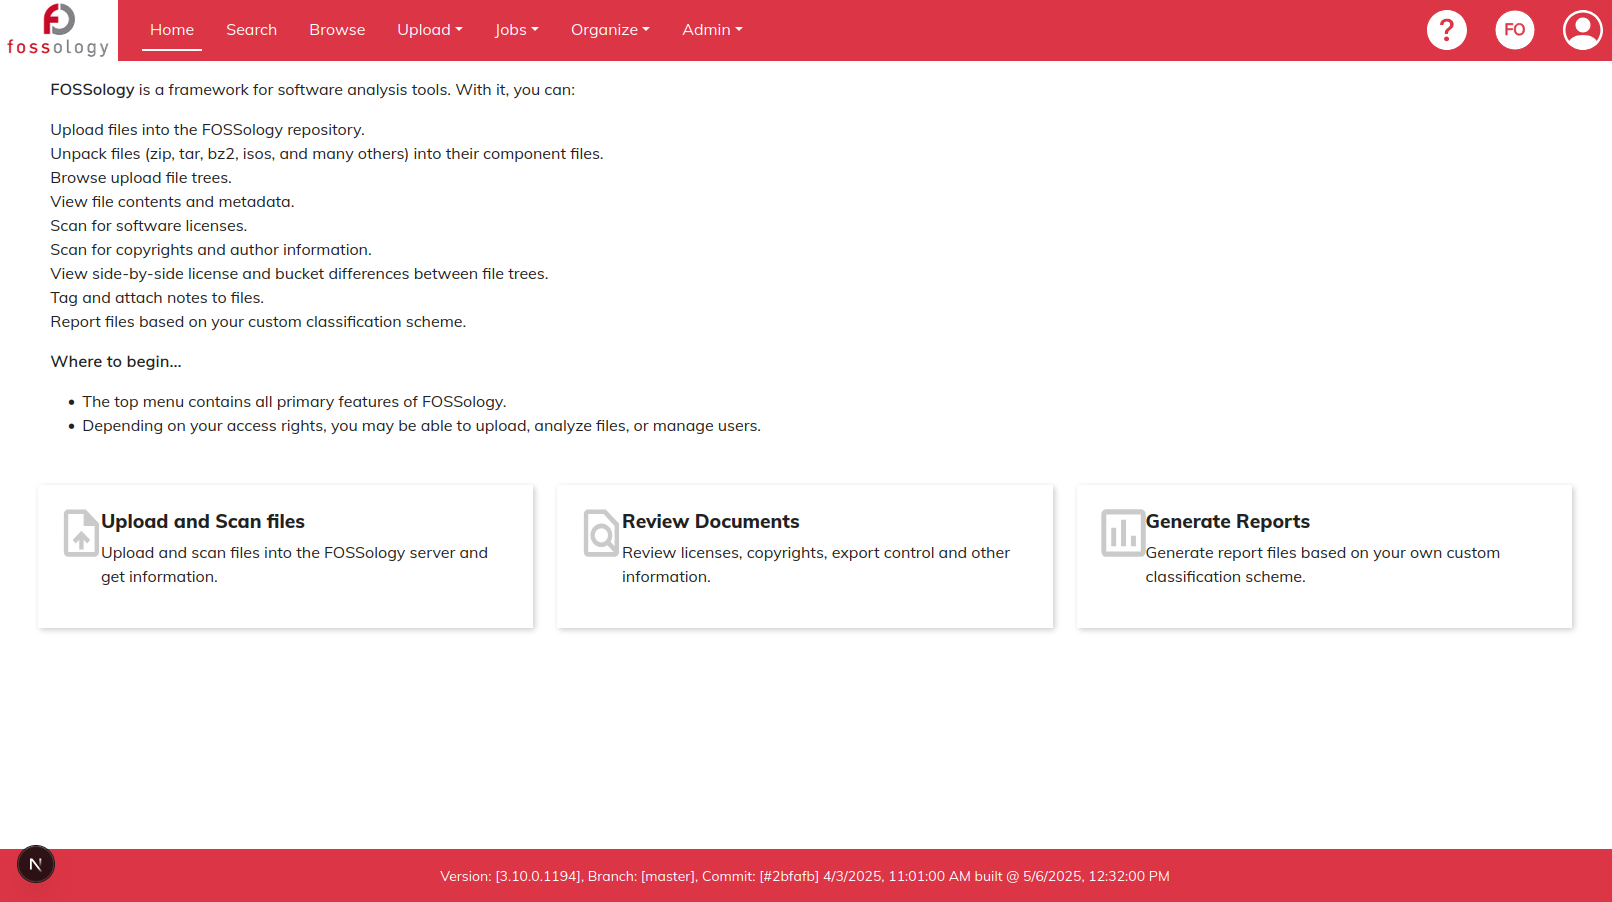 fossology
Home Search Browse Upload Jobs Organize Admin ? FO
FOSSology is a framework for software analysis tools. With it, you can:
Upload files into the FOSSology repository.
Unpack files (zip, tar, bz2, isos, and many others) into their component files.
Browse upload file trees.
View file contents and metadata.
Scan for software licenses.
Scan for copyrights and author information.
View side-by-side license and bucket differences between file trees.
Tag and attach notes to files.
Report files based on your custom classification scheme.
Where to begin...
• The top menu contains all primary features of FOSSology.
• Depending on your access rights, you may be able to upload, analyze files, or manage users.
Upload and Scan files
Upload and scan files into the FOSSology server and
get information.
Review Documents
Review licenses, copyrights, export control and other
information.
Generate Reports
Generate report files based on your own custom
classification scheme.
N
Version: [3.10.0.1194], Branch: [master], Commit: [#2bfafb] 4/3/2025, 11:01:00 AM built @ 5/6/2025, 12:32:00 PM